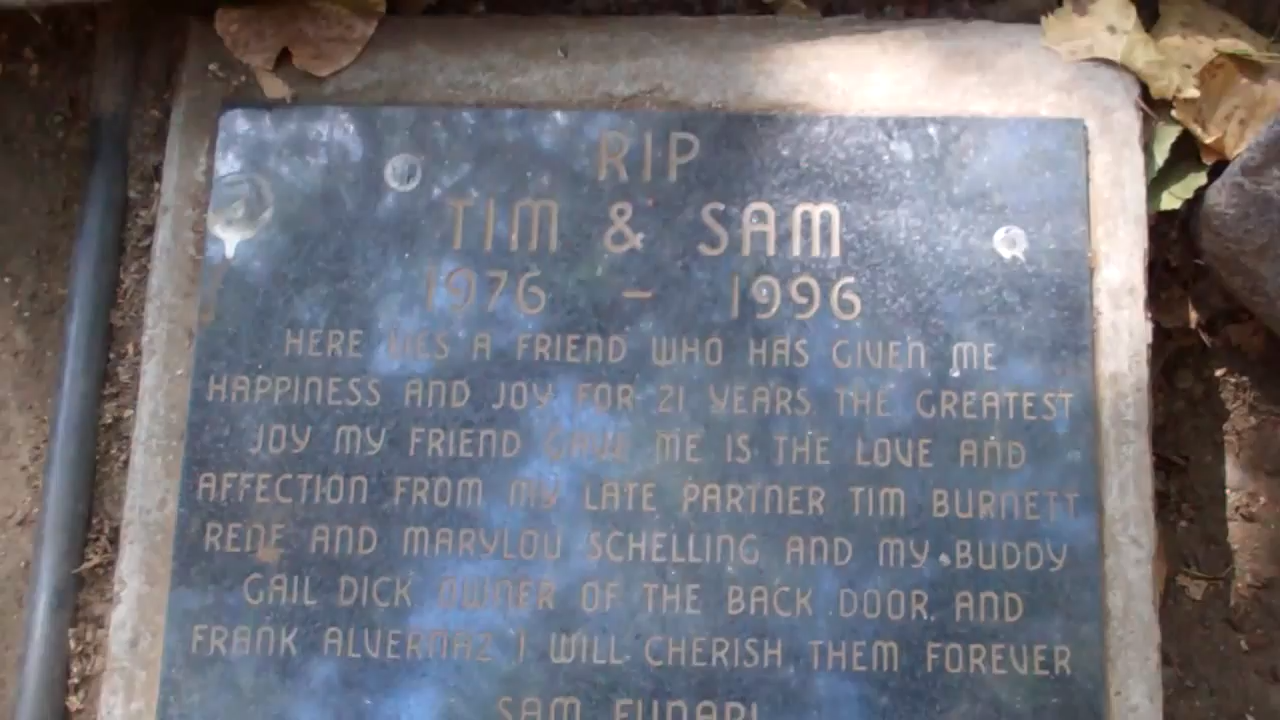 RIP
TIM & SAM
1976 - 1996
HERE LIES A FRIEND WHO HAS GIVEN ME
HAPPINESS AND JOY FOR 21 YEARS. THE GREATEST
JOY MY FRIEND GAVE ME IS THE LOVE AND
AFFECTION FROM MY LATE PARTNER TIM BURNETT
RENE AND MARYLOU SCHELLING AND MY BUDDY
GAIL DICK OWNER OF THE BACK DOOR. AND
FRANK ALVERNAZ I WILL CHERISH THEM FOREVER
SAM